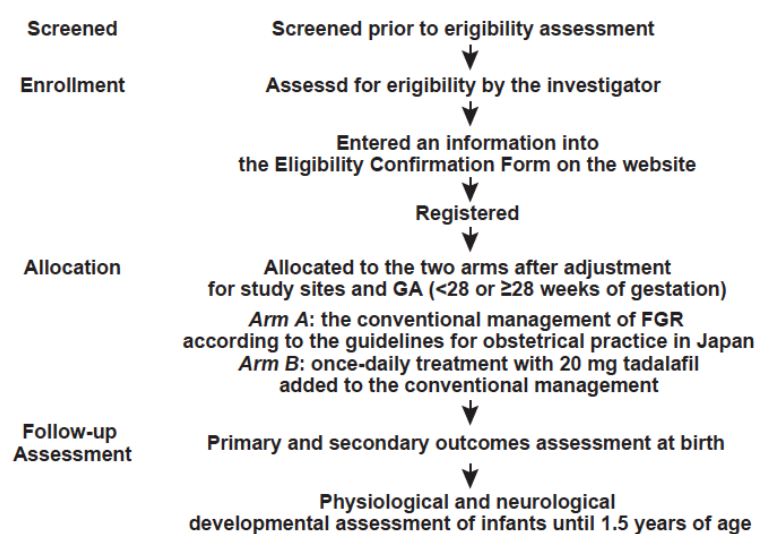 Screened
Screened prior to erigibility assessment
Enrollment
Assessd for erigibility by the investigator
Entered an information into
the Eligibility Confirmation Form on the website
Registered
Allocation
Allocated to the two arms after adjustment
for study sites and GA (<28 or ≥28 weeks of gestation)
Arm A: the conventional management of FGR
according to the guidelines for obstetrical practice in Japan
Arm B: once-daily treatment with 20 mg tadalafil
added to the conventional management
Follow-up
Assessment
Primary and secondary outcomes assessment at birth
Physiological and neurological
developmental assessment of infants until 1.5 years of age